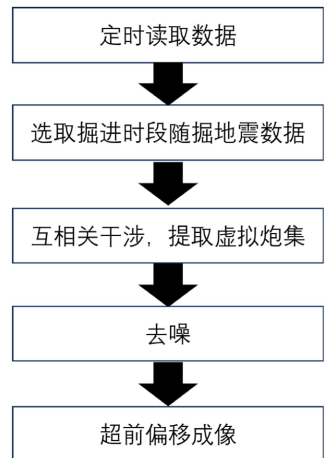 定时读取数据
选取掘进时段随掘地震数据
互相关干涉，提取虚拟炮集
去噪
超前偏移成像